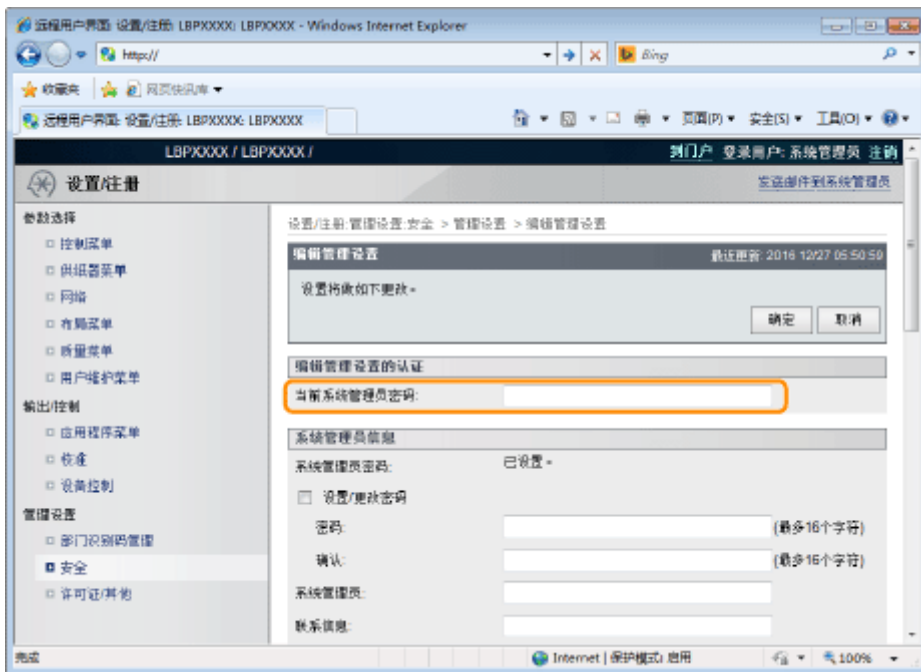 远程用户界面: 设置/注册: LBPXXXX: LBPXXXX - Windows Internet Explorer
http://
Bing
收藏夹 网页快讯库
远程用户界面: 设置/注册: LBPXXXX: LBPXXXX
页面(P) 安全(S) 工具(O)
LBPXXXX / LBPXXXX /
到门户 登录用户: 系统管理员 注销
设置/注册
发送邮件到系统管理员
参数选择
控制菜单
供纸器菜单
网络
布局菜单
质量菜单
用户维护菜单
输出/控制
应用程序菜单
校准
设备控制
管理设置
部门识别码管理
安全
许可证/其他
设置/注册:管理设置:安全 > 管理设置 > 编辑管理设置
编辑管理设置
最近更新: 2016 12/27 05:50:59
设置将做如下更改。
确定 取消
编辑管理设置的认证
当前系统管理员密码:
系统管理员信息
系统管理员密码: 已设置。
设置/更改密码
密码: (最多16个字符)
确认: (最多16个字符)
系统管理员:
联系信息:
完成
Internet | 保护模式: 启用
100%